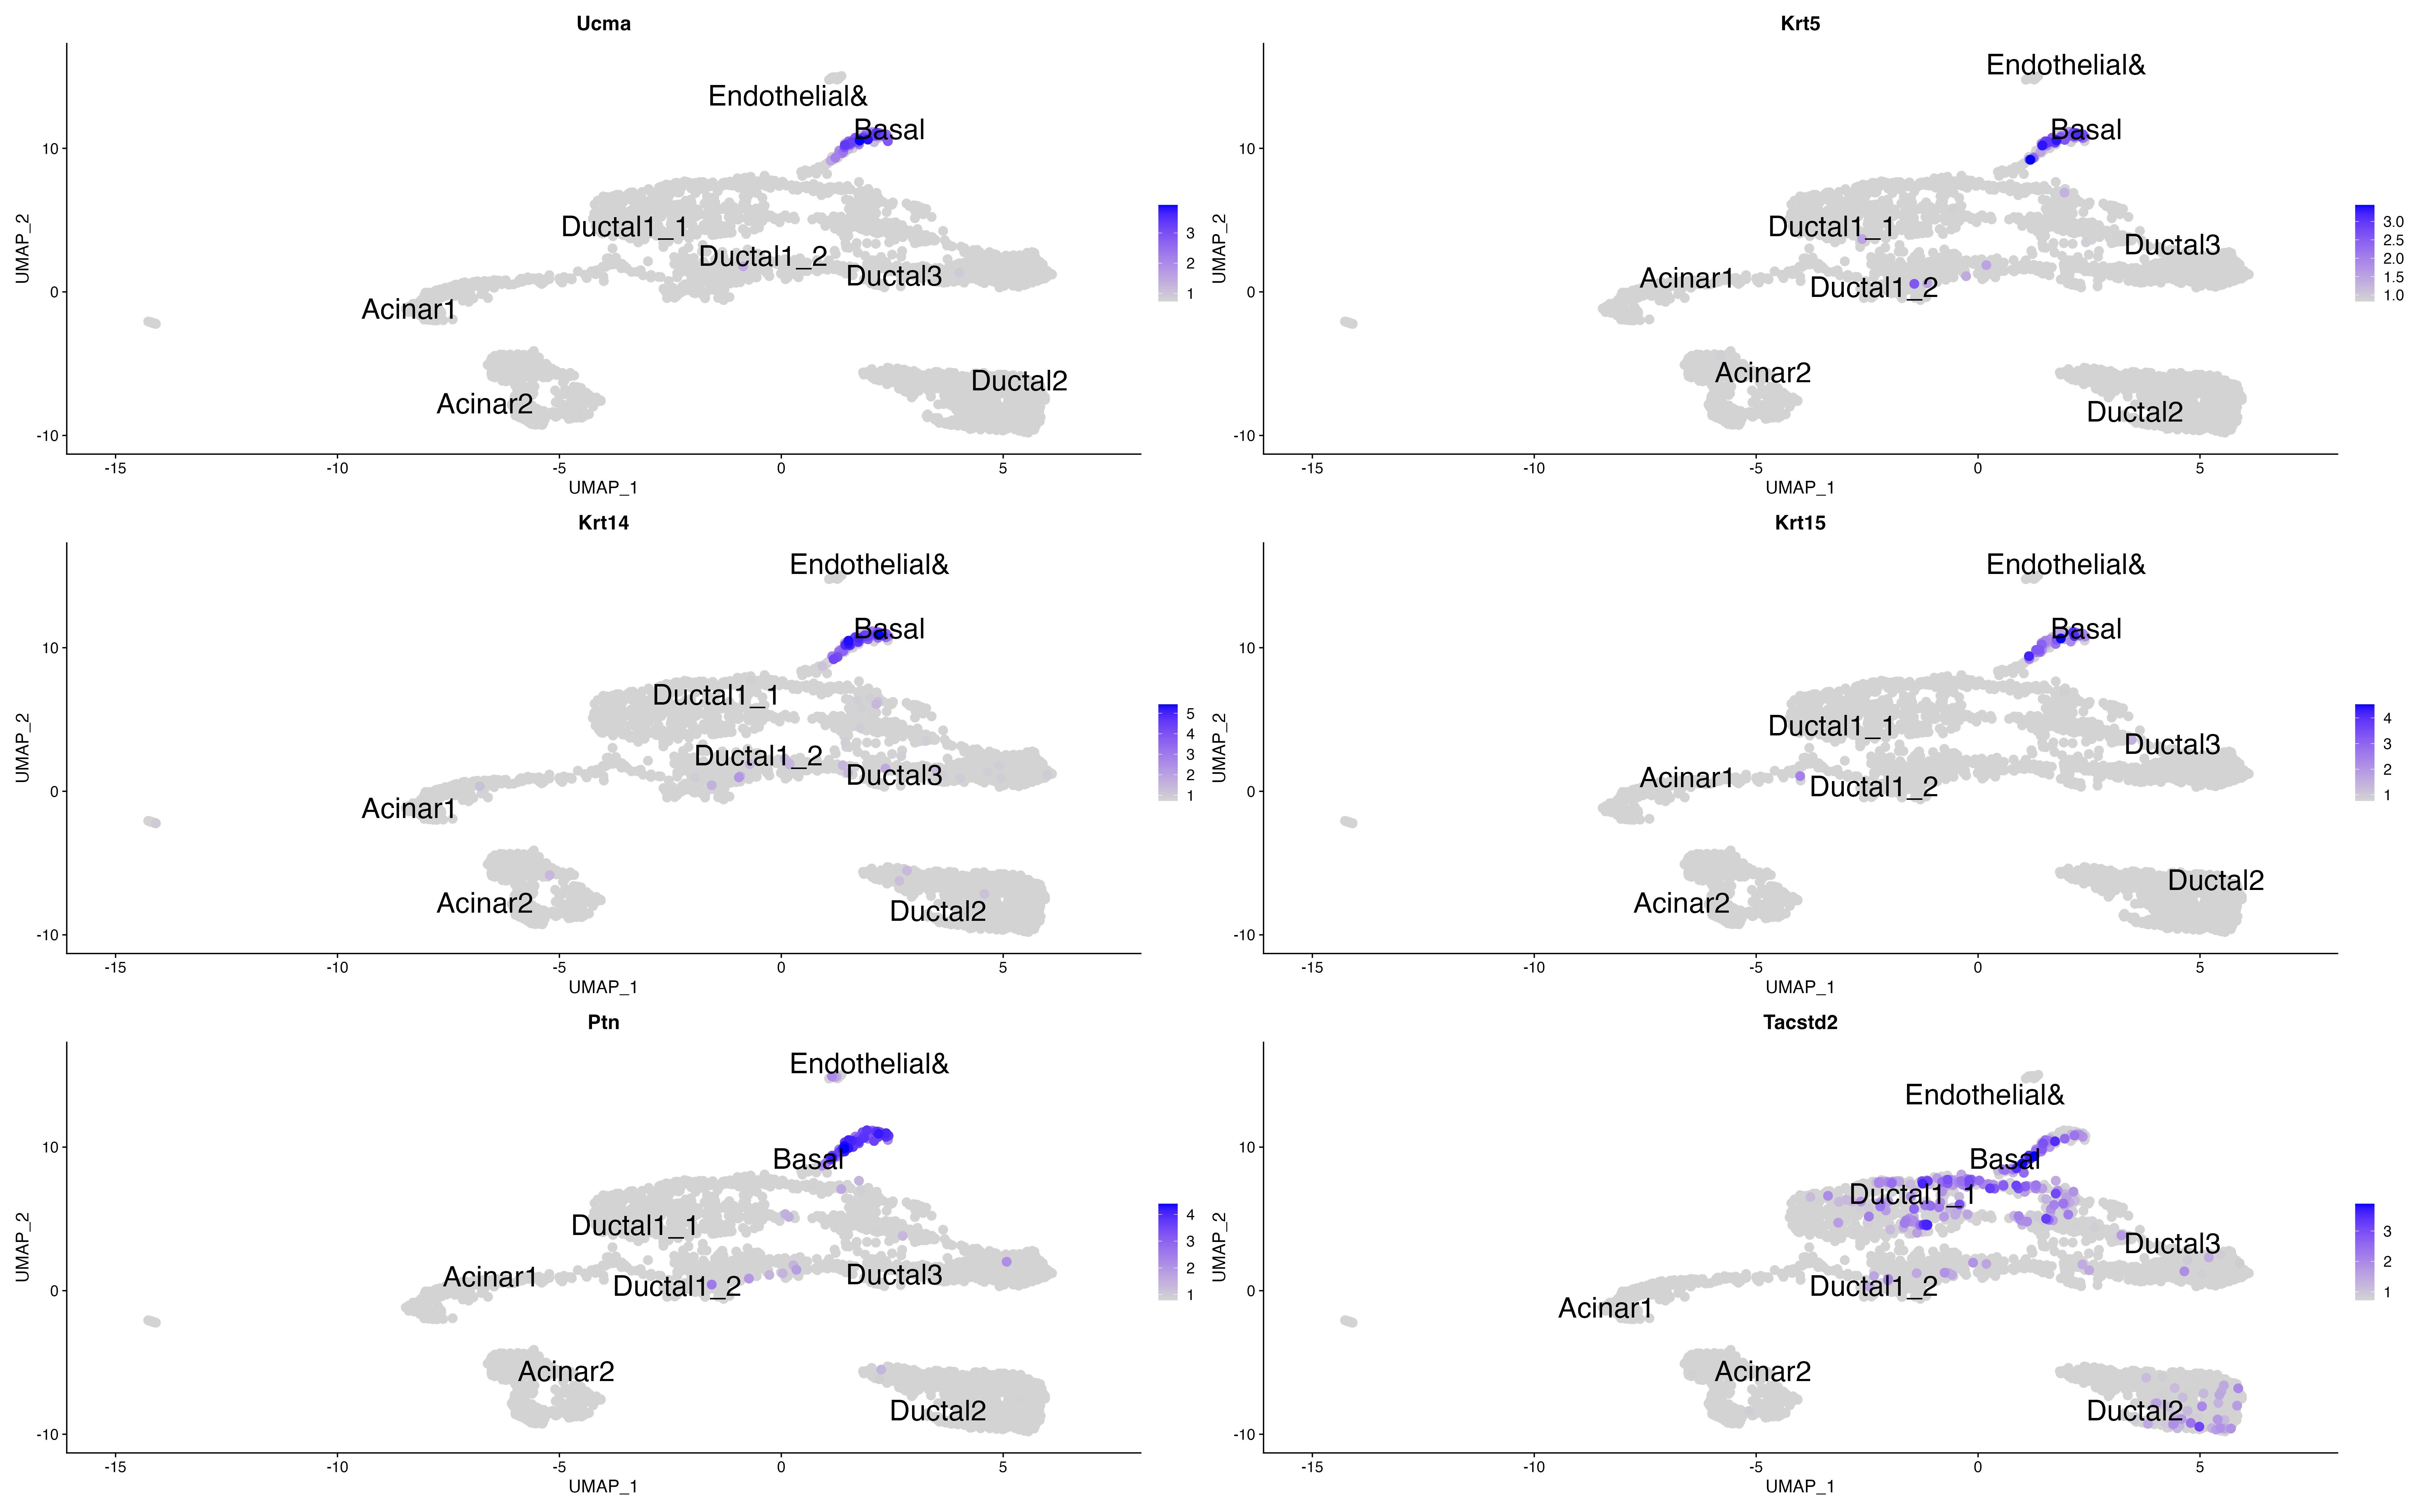 Ucma
Endothelial&
Basal
Ductal1_1
Ductal1_2
Ductal3
Acinar1
Acinar2
Ductal2
10
0
-10
-15
-10
-5
0
5
UMAP_1
UMAP_2
3
2
1
Krt5
Endothelial&
Basal
Ductal1_1
Ductal3
Acinar1
Ductal1_2
Acinar2
Ductal2
10
0
-10
-15
-10
-5
0
5
UMAP_1
UMAP_2
3.0
2.5
2.0
1.5
1.0
Krt14
Endothelial&
Basal
Ductal1_1
Ductal1_2
Ductal3
Acinar1
Acinar2
Ductal2
10
0
-10
-15
-10
-5
0
5
UMAP_1
UMAP_2
5
4
3
2
1
Krt15
Endothelial&
Basal
Ductal1_1
Ductal3
Acinar1
Ductal1_2
Ductal2
Acinar2
10
0
-10
-15
-10
-5
0
5
UMAP_1
UMAP_2
4
3
2
1
Ptn
Endothelial&
Basal
Ductal1_1
Acinar1
Ductal3
Ductal1_2
Acinar2
Ductal2
10
0
-10
-15
-10
-5
0
5
UMAP_1
UMAP_2
4
3
2
1
Tacstd2
Endothelial&
Basal
Ductal1_1
Ductal3
Ductal1_2
Acinar1
Acinar2
Ductal2
10
0
-10
-15
-10
-5
0
5
UMAP_1
UMAP_2
3
2
1